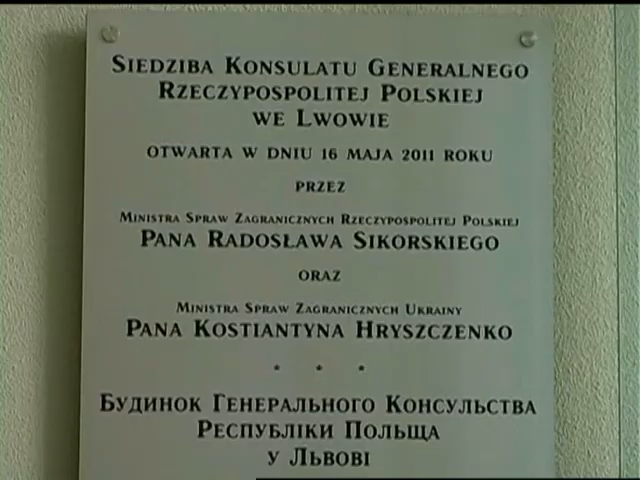 SIEDZIBA KONSULATU GENERALNEGO
RZECZYPOSPOLITEJ POLSKIEJ
WE LWOWIE
OTWARTA W DNIU 16 MAJA 2011 ROKU
PRZEZ
MINISTRA SPRAW ZAGRANICZNYCH RZECZYPOSPOLITEJ POLSKIEJ
PANA RADOSŁAWA SIKORSKIEGO
ORAZ
MINISTRA SPRAW ZAGRANICZNYCH UKRAINY
PANA KOSTIANTYNA HRYSZCZENKO
• • •
БУДИНОК ГЕНЕРАЛЬНОГО КОНСУЛЬСТВА
РЕСПУБЛІКИ ПОЛЬЩА
У ЛЬВОВІ